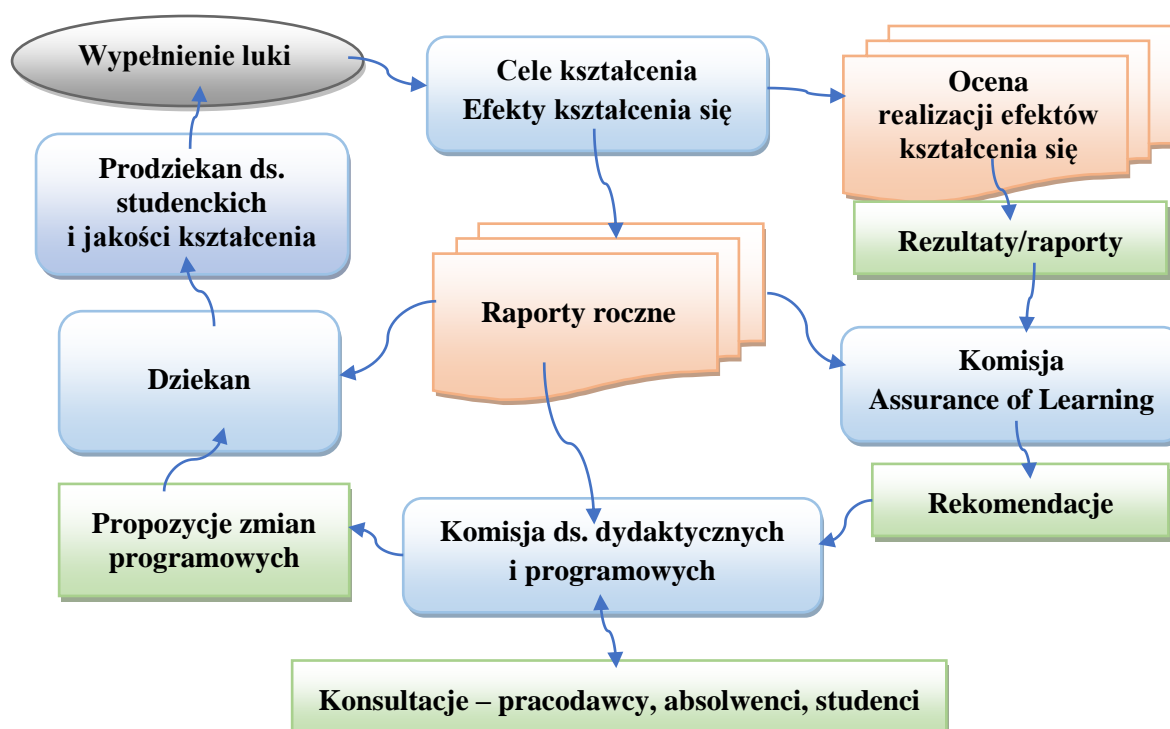 Wypełnienie luki
Cele kształcenia
Efekty kształcenia się
Ocena
realizacji efektów
kształcenia się
Prodziekan ds.
studenckich
i jakości kształcenia
Rezultaty/raporty
Raporty roczne
Dziekan
Komisja
Assurance of Learning
Propozycje zmian
programowych
Komisja ds. dydaktycznych
i programowych
Rekomendacje
Konsultacje – pracodawcy, absolwenci, studenci